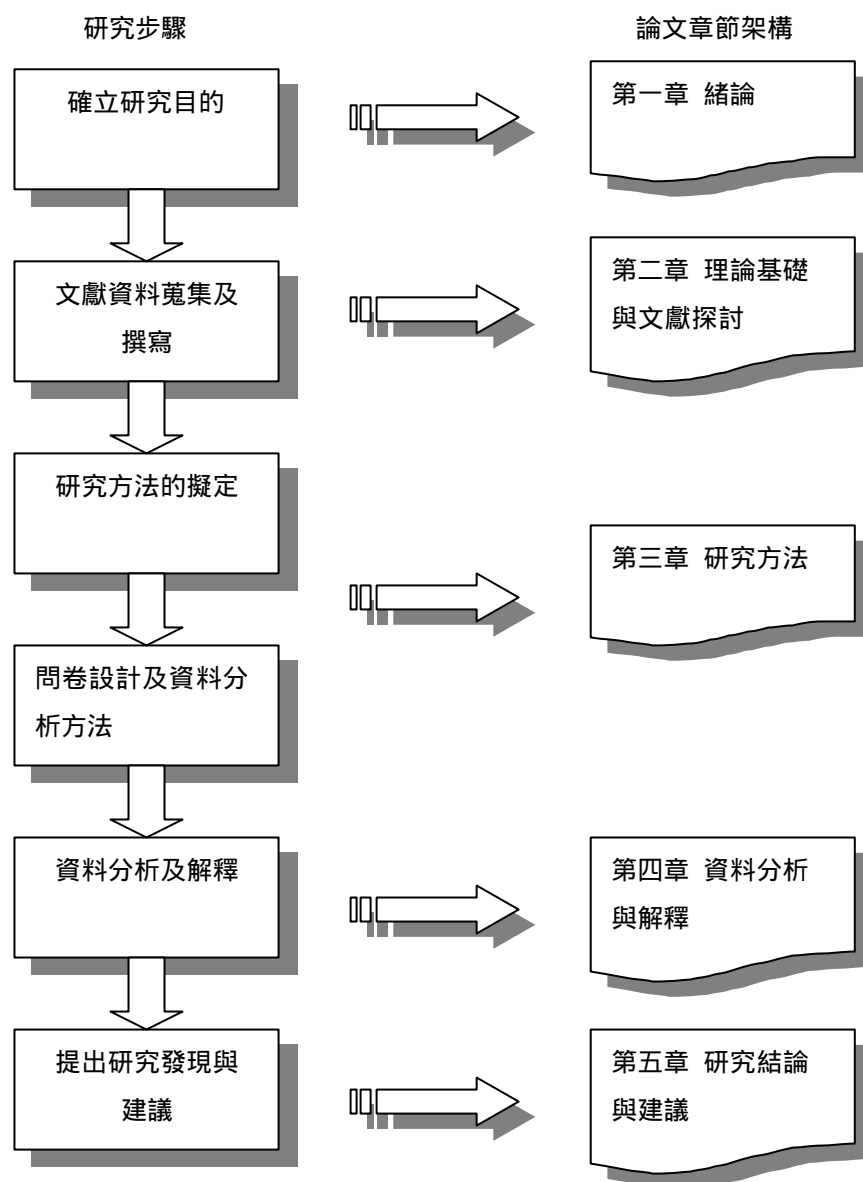 研究步驟
論文章節架構
確立研究目的
第一章 緒論
文獻資料蒐集及
撰寫
第二章 理論基礎
與文獻探討
研究方法的擬定
第三章 研究方法
問卷設計及資料分
析方法
資料分析及解釋
第四章 資料分析
與解釋
提出研究發現與
建議
第五章 研究結論
與建議